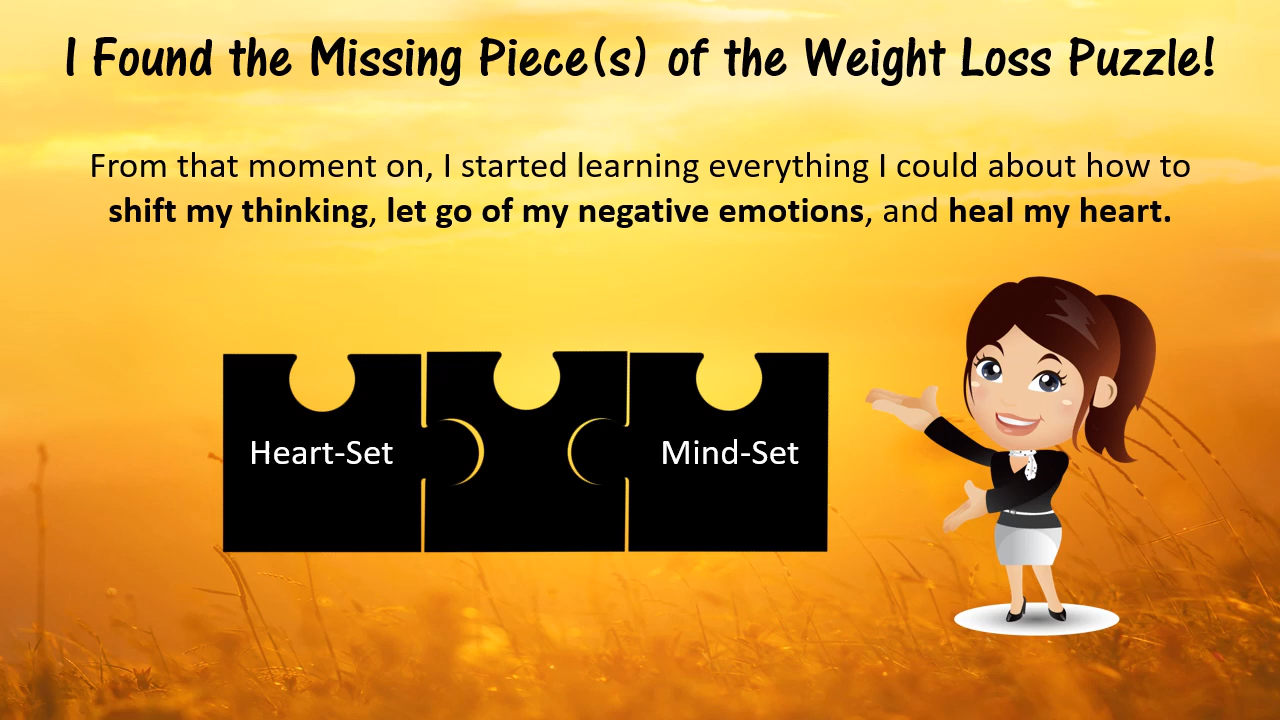 I Found the Missing Piece(s) of the Weight Loss Puzzle!
From that moment on, I started learning everything I could about how to
shift my thinking, let go of my negative emotions, and heal my heart.
Heart-Set
Mind-Set